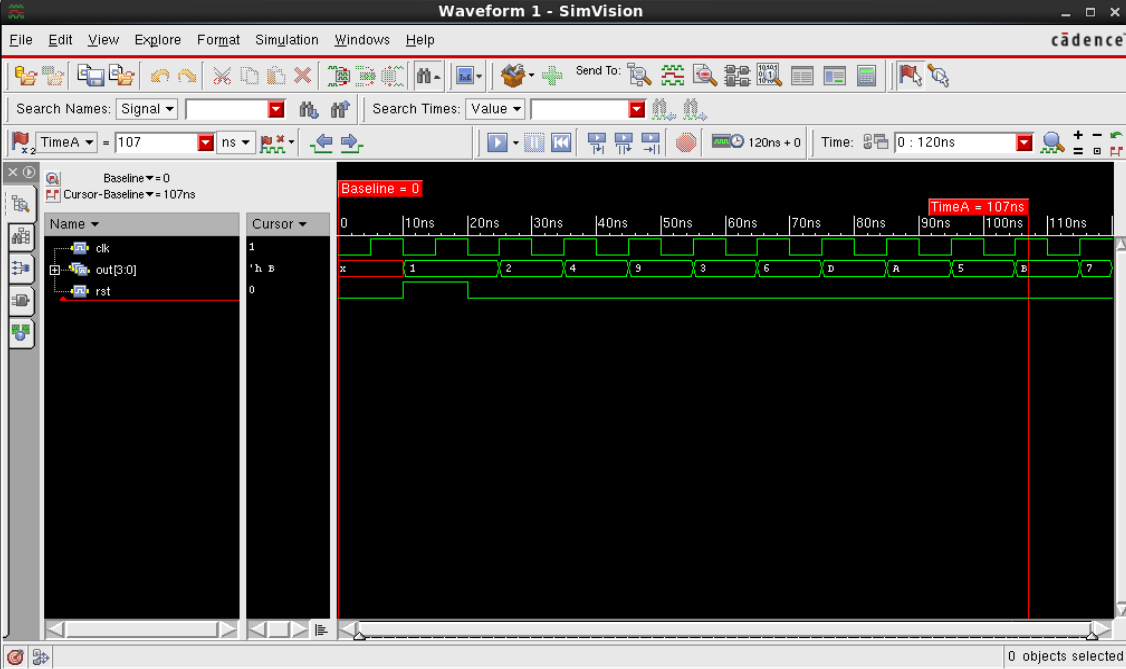 Waveform 1 - SimVision
File Edit View Explore Format Simulation Windows Help
cādence
Send To:
Search Names: Signal Search Times: Value
x2 TimeA = 107 ns 120ns + 0 Time: 0 : 120ns
Baseline = 0
Cursor-Baseline = 107ns
Baseline = 0
TimeA = 107ns
Name Cursor
0 10ns 20ns 30ns 40ns 50ns 60ns 70ns 80ns 90ns 100ns 110ns
clk 1
out[3:0] 'h B x 1 2 4 9 3 6 D A 5 B 7
rst 0
0 objects selected